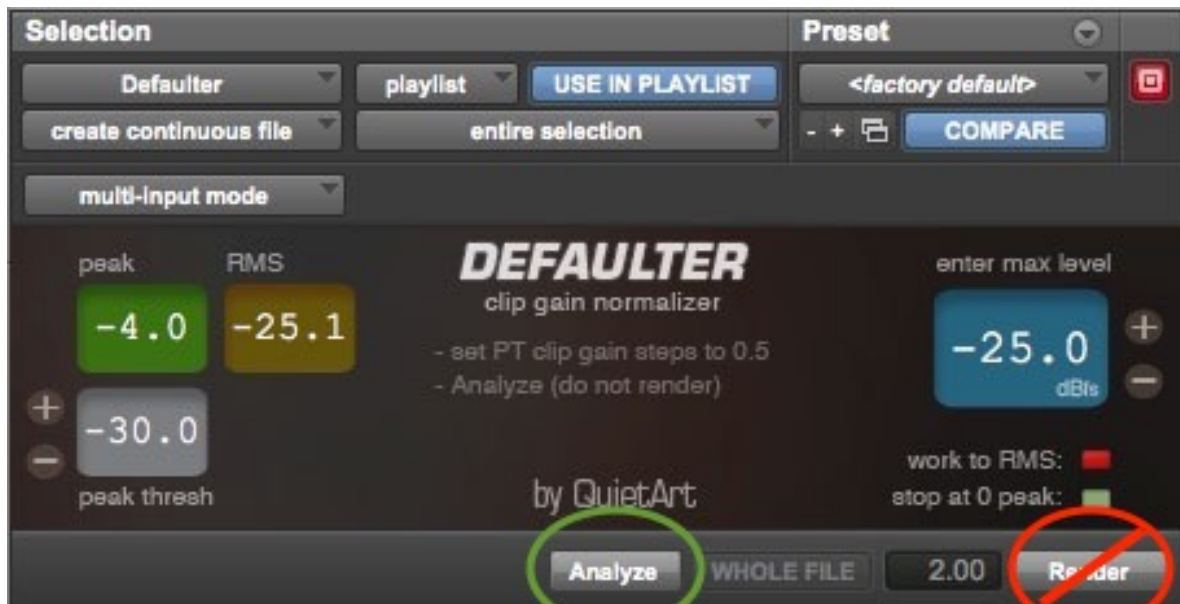 Selection Preset
Defaulter playlist USE IN PLAYLIST <factory default>
create continuous file entire selection - + COMPARE
multi-input mode
peak RMS DEFAULTER enter max level
clip gain normalizer
-4.0 -25.1 -25.0
- set PT clip gain steps to 0.5
- Analyze (do not render) dBfs
-30.0
work to RMS:
peak thresh by QuietArt stop at 0 peak:
Analyze WHOLE FILE 2.00 Render